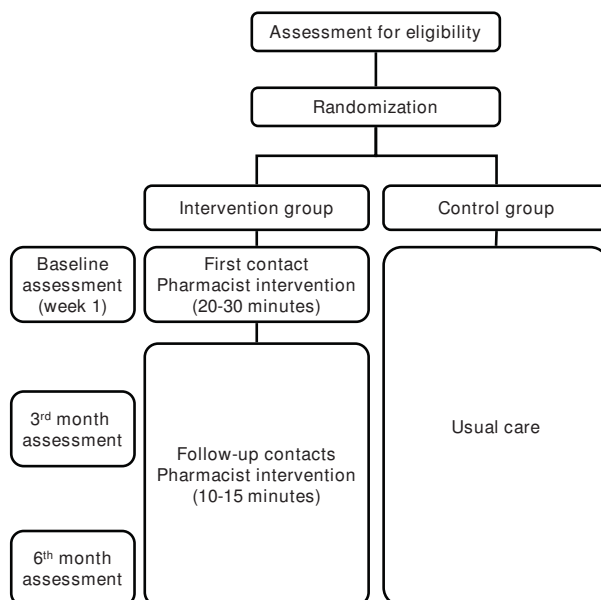 Assessment for eligibility
Randomization
Intervention group
Control group
Baseline
assessment
(week 1)
First contact
Pharmacist intervention
(20-30 minutes)
3rd month
assessment
Follow-up contacts
Pharmacist intervention
(10-15 minutes)
Usual care
6th month
assessment